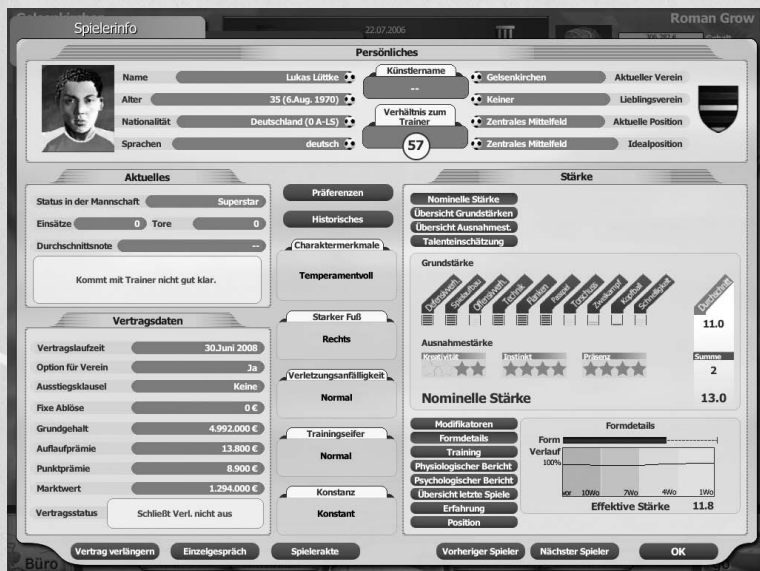 Spielerinfo
22.07.2006
Roman Grow
Persönliches
Name Lukas Lüttke
Künstlername
--
Gelsenkirchen Aktueller Verein
Alter 35 (6.Aug. 1970)
Keiner Lieblingsverein
Nationalität Deutschland (0 A-LS)
Verhältnis zum
Trainer
57
Zentrales Mittelfeld Aktuelle Position
Sprachen deutsch
Zentrales Mittelfeld Idealposition
Aktuelles
Status in der Mannschaft Superstar
Einsätze 0 Tore 0
Durchschnittsnote --
Kommt mit Trainer nicht gut klar.
Vertragsdaten
Vertragslaufzeit 30.Juni 2008
Option für Verein Ja
Ausstiegsklausel Keine
Fixe Ablöse 0 €
Grundgehalt 4.992.000 €
Auflaufprämie 13.800 €
Punktprämie 8.900 €
Marktwert 1.294.000 €
Vertragsstatus Schließt Verl. nicht aus
Präferenzen
Historisches
Charaktermerkmale
Temperamentvoll
Starker Fuß
Rechts
Verletzungsanfälligkeit
Normal
Trainingseifer
Normal
Konstanz
Konstant
Stärke
Nominelle Stärke
Übersicht Grundstärken
Übersicht Ausnahmest.
Talenteinschätzung
Grundstärke
Defensivverh. Spielaufbau Offensivverh. Technik Flanken Passspiel Torschuss Zweikampf Kopfball Schnelligkeit Durchschnitt
11.0
Ausnahmestärke
Kreativität Instinkt Präsenz Summe
2
Nominelle Stärke 13.0
Modifikatoren
Formdetails
Training
Physiologischer Bericht
Psychologischer Bericht
Übersicht letzte Spiele
Erfahrung
Position
Formdetails
Form
Verlauf
100%
vor 10Wo 7Wo 4Wo 1Wo
Effektive Stärke 11.8
Vertrag verlängern Einzelgespräch Spielerakte Vorheriger Spieler Nächster Spieler OK
Büro